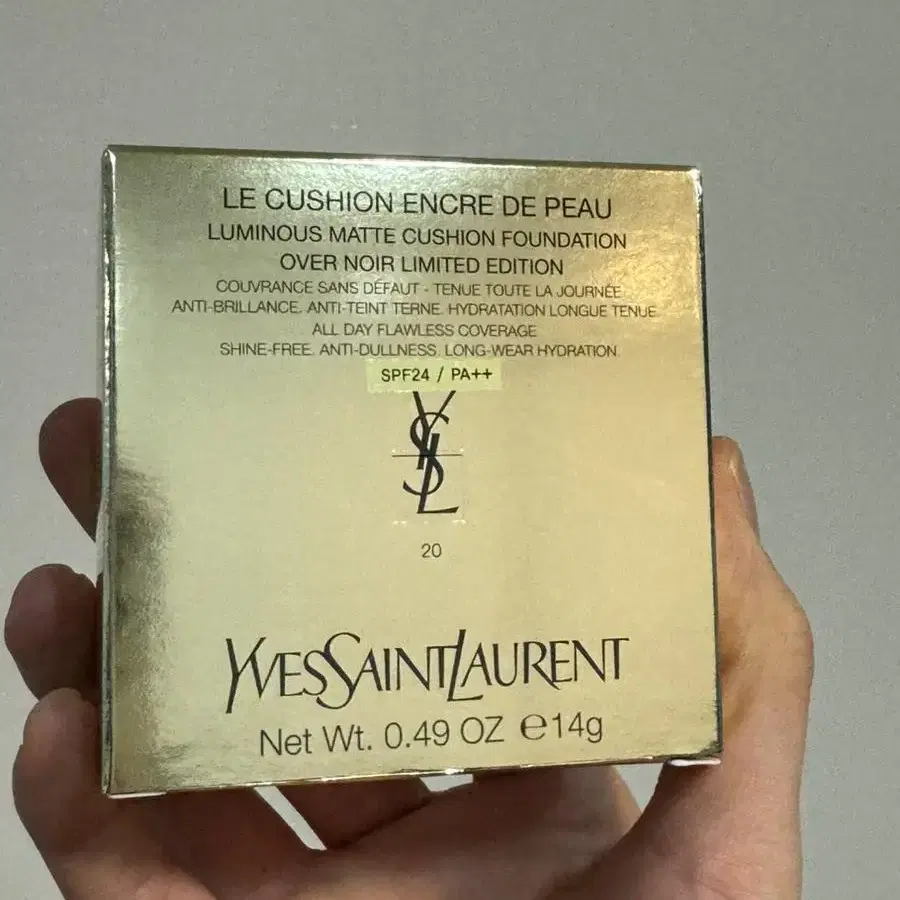 LE CUSHION ENCRE DE PEAU
LUMINOUS MATTE CUSHION FOUNDATION
OVER NOIR LIMITED EDITION
COUVRANCE SANS DÉFAUT - TENUE TOUTE LA JOURNÉE
ANTI-BRILLANCE. ANTI-TEINT TERNE. HYDRATATION LONGUE TENUE
ALL DAY FLAWLESS COVERAGE
SHINE-FREE. ANTI-DULLNESS. LONG-WEAR HYDRATION
SPF24 / PA++
YSL
20
YVESSAINTLAURENT
Net Wt. 0.49 OZ ℮14g